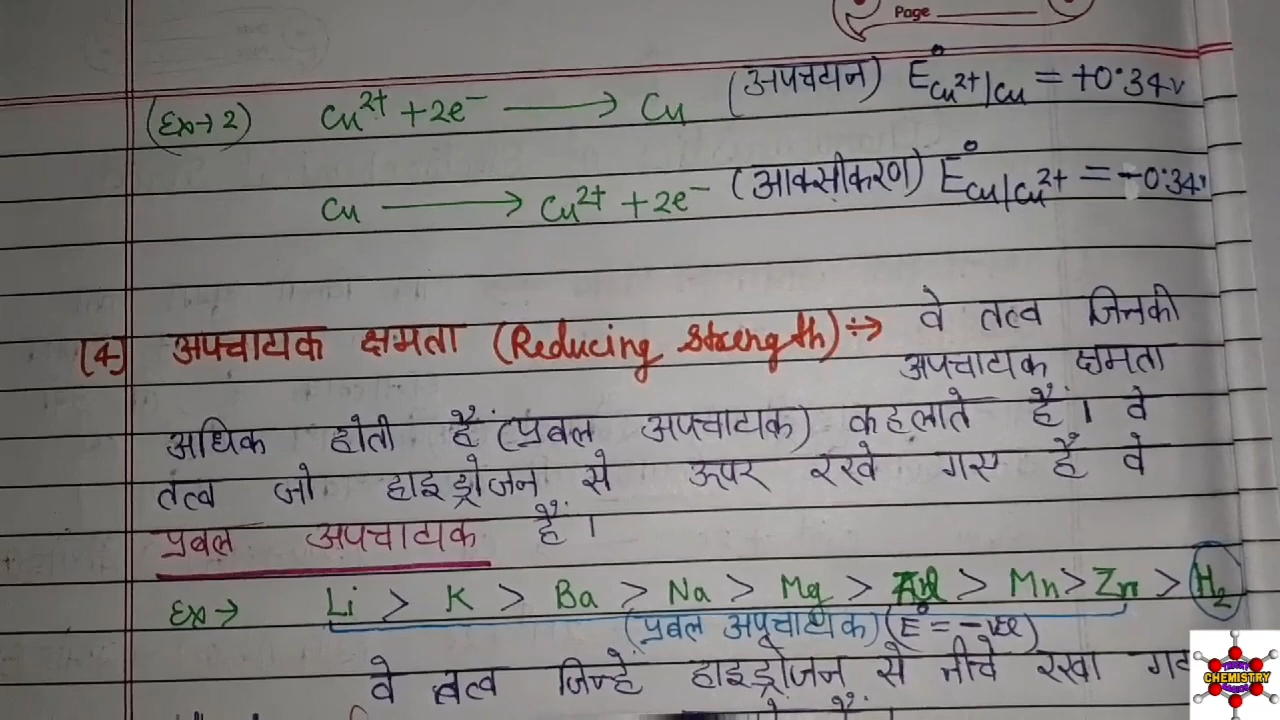 Page
(Ex→2) Cu²⁺ + 2e⁻ ⟶ Cu (अपचयन) E°Cu²⁺|Cu = +0.34v
Cu ⟶ Cu²⁺ + 2e⁻ (आक्सीकरण) E°Cu|Cu²⁺ = -0.34v
(4) अपचायक क्षमता (Reducing Strength) ÷→ वे तत्व जिनकी
अपचायक क्षमता
अधिक होती हैं (प्रबल अपचायक) कहलाते हैं। वे
तत्व जो हाइड्रोजन से ऊपर रखे गए हैं वे
प्रबल अपचायक हैं।
Ex→ Li > K > Ba > Na > Mg > Al > Mn > Zn > H₂
(प्रबल अपचायक) (E° = -ve)
वे तत्व जिन्हे हाइड्रोजन से नीचे रखा
CHEMISTRY